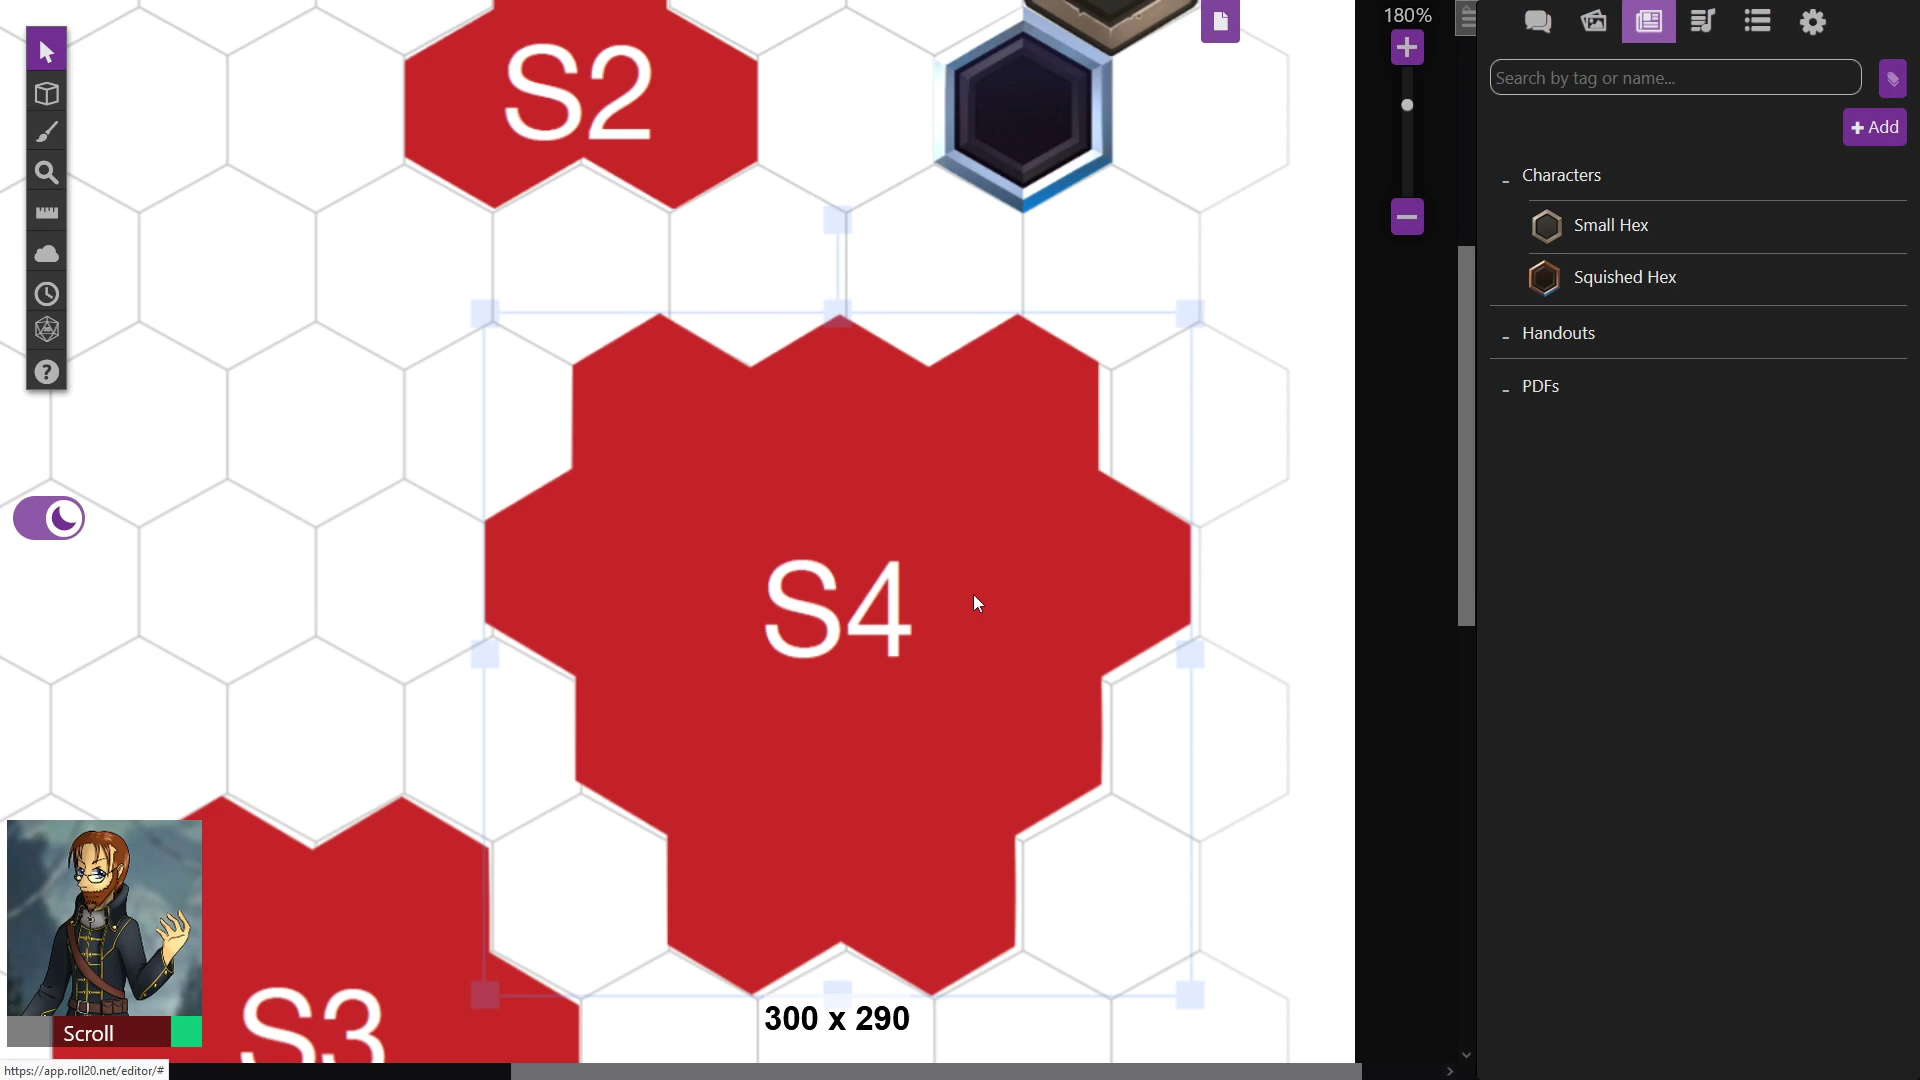 S2
180%
Search by tag or name...
+ Add
Characters
Small Hex
Squished Hex
Handouts
PDFs
S4
S3
300 x 290
Scroll
https://app.roll20.net/editor/#